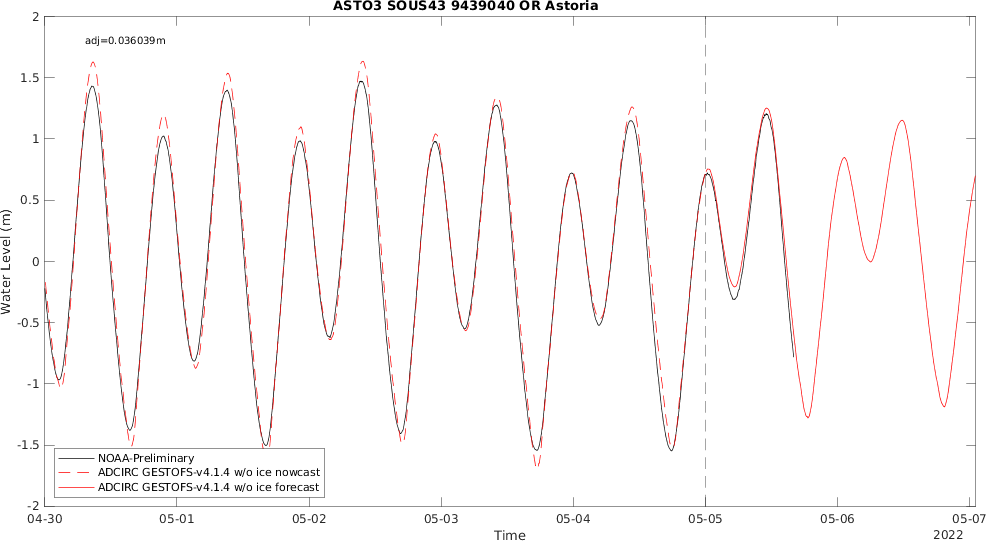 ASTO3 SOUS43 9439040 OR Astoria
adj=0.036039m
2
1.5
1
0.5
0
-0.5
-1
-1.5
-2
Water Level (m)
NOAA-Preliminary
ADCIRC GESTOFS-v4.1.4 w/o ice nowcast
ADCIRC GESTOFS-v4.1.4 w/o ice forecast
04-30 05-01 05-02 05-03 05-04 05-05 05-06 05-07
Time
2022